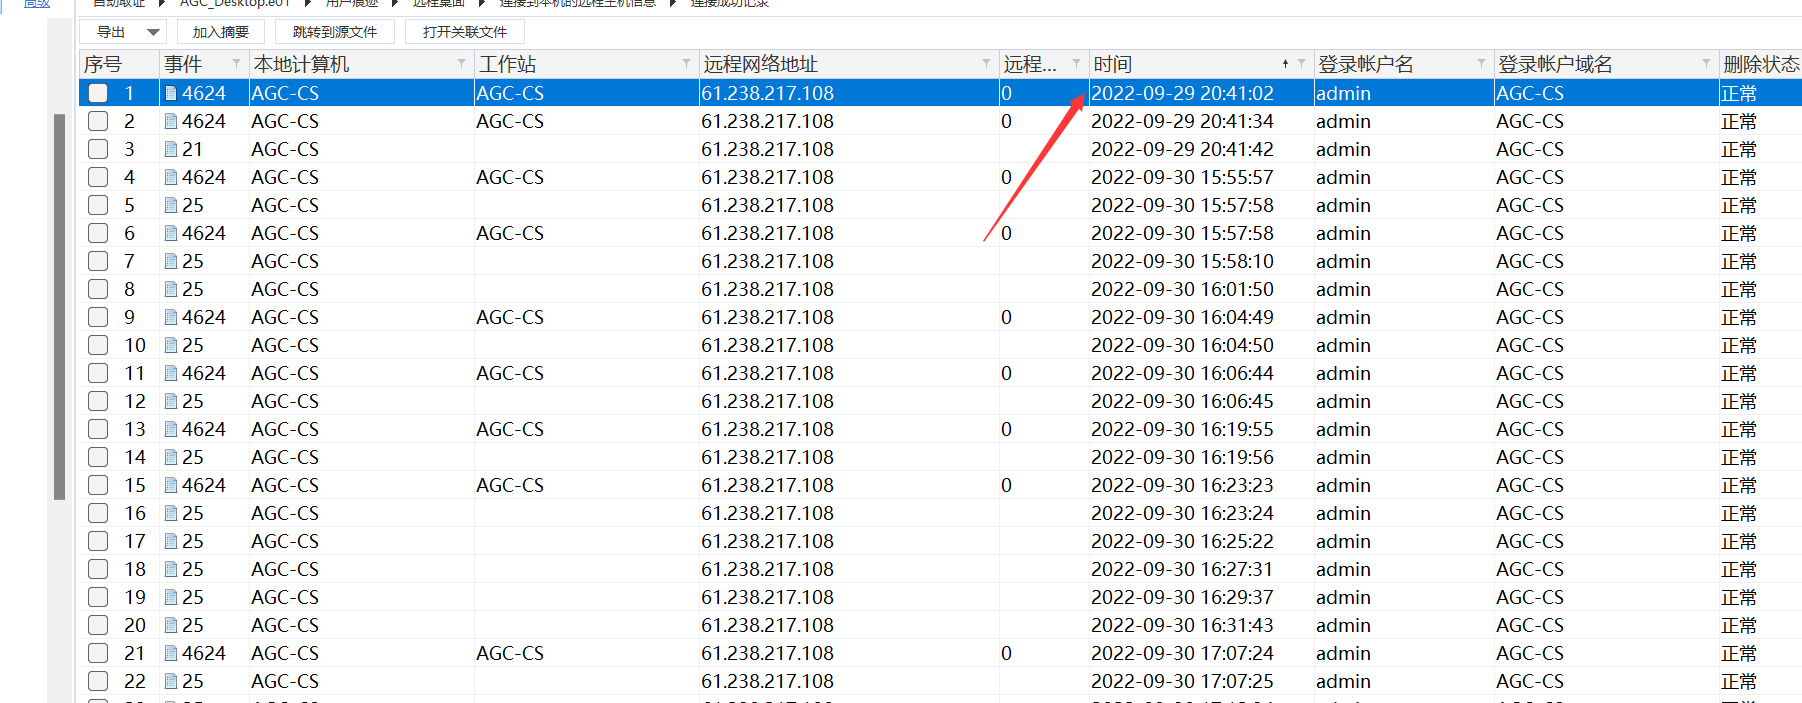 高级
自动取证 AGC_Desktop.e01 用户痕迹 远程桌面 连接到本机的远程主机信息 连接成功记录
导出 加入摘要 跳转到源文件 打开关联文件
序号 事件 本地计算机 工作站 远程网络地址 远程... 时间 登录帐户名 登录帐户域名 删除状态
1 4624 AGC-CS AGC-CS 61.238.217.108 0 2022-09-29 20:41:02 admin AGC-CS 正常
2 4624 AGC-CS AGC-CS 61.238.217.108 0 2022-09-29 20:41:34 admin AGC-CS 正常
3 21 AGC-CS 61.238.217.108 2022-09-29 20:41:42 admin AGC-CS 正常
4 4624 AGC-CS AGC-CS 61.238.217.108 0 2022-09-30 15:55:57 admin AGC-CS 正常
5 25 AGC-CS 61.238.217.108 2022-09-30 15:57:58 admin AGC-CS 正常
6 4624 AGC-CS AGC-CS 61.238.217.108 0 2022-09-30 15:57:58 admin AGC-CS 正常
7 25 AGC-CS 61.238.217.108 2022-09-30 15:58:10 admin AGC-CS 正常
8 25 AGC-CS 61.238.217.108 2022-09-30 16:01:50 admin AGC-CS 正常
9 4624 AGC-CS AGC-CS 61.238.217.108 0 2022-09-30 16:04:49 admin AGC-CS 正常
10 25 AGC-CS 61.238.217.108 2022-09-30 16:04:50 admin AGC-CS 正常
11 4624 AGC-CS AGC-CS 61.238.217.108 0 2022-09-30 16:06:44 admin AGC-CS 正常
12 25 AGC-CS 61.238.217.108 2022-09-30 16:06:45 admin AGC-CS 正常
13 4624 AGC-CS AGC-CS 61.238.217.108 0 2022-09-30 16:19:55 admin AGC-CS 正常
14 25 AGC-CS 61.238.217.108 2022-09-30 16:19:56 admin AGC-CS 正常
15 4624 AGC-CS AGC-CS 61.238.217.108 0 2022-09-30 16:23:23 admin AGC-CS 正常
16 25 AGC-CS 61.238.217.108 2022-09-30 16:23:24 admin AGC-CS 正常
17 25 AGC-CS 61.238.217.108 2022-09-30 16:25:22 admin AGC-CS 正常
18 25 AGC-CS 61.238.217.108 2022-09-30 16:27:31 admin AGC-CS 正常
19 25 AGC-CS 61.238.217.108 2022-09-30 16:29:37 admin AGC-CS 正常
20 25 AGC-CS 61.238.217.108 2022-09-30 16:31:43 admin AGC-CS 正常
21 4624 AGC-CS AGC-CS 61.238.217.108 0 2022-09-30 17:07:24 admin AGC-CS 正常
22 25 AGC-CS 61.238.217.108 2022-09-30 17:07:25 admin AGC-CS 正常